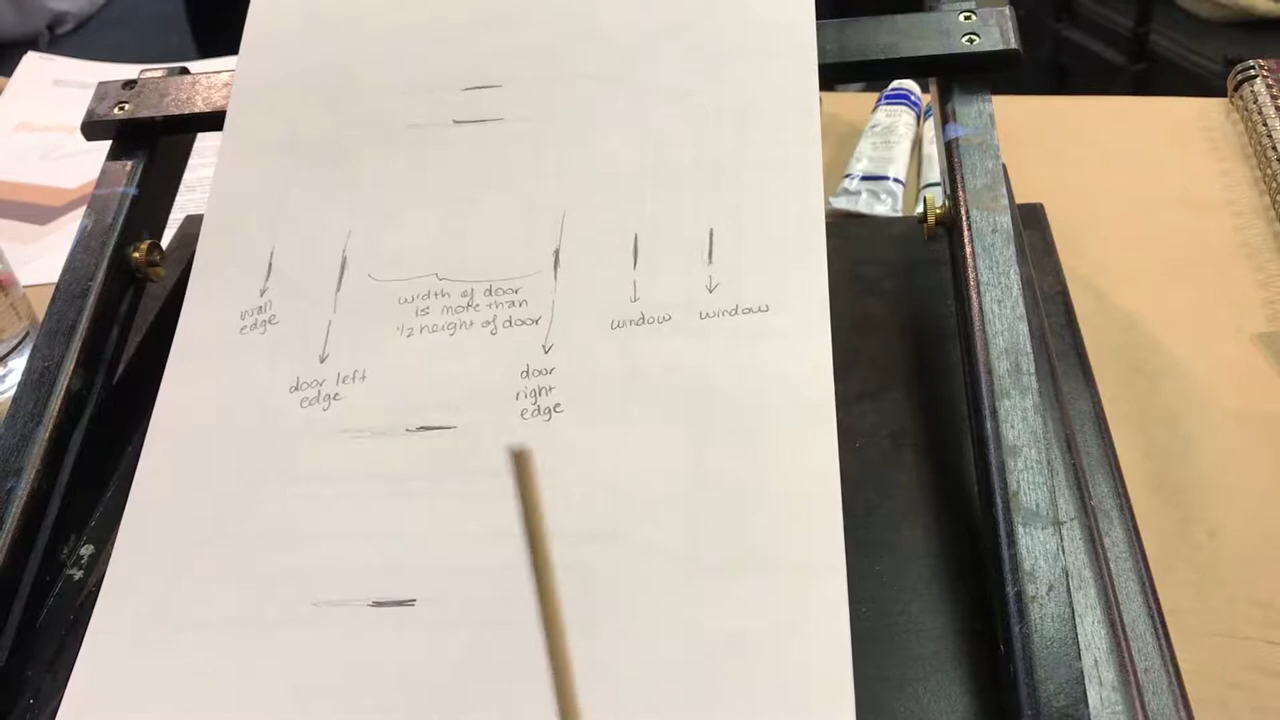 wall
edge
door left
edge
width of door
is more than
1/2 height of door
door
right
edge
window
window